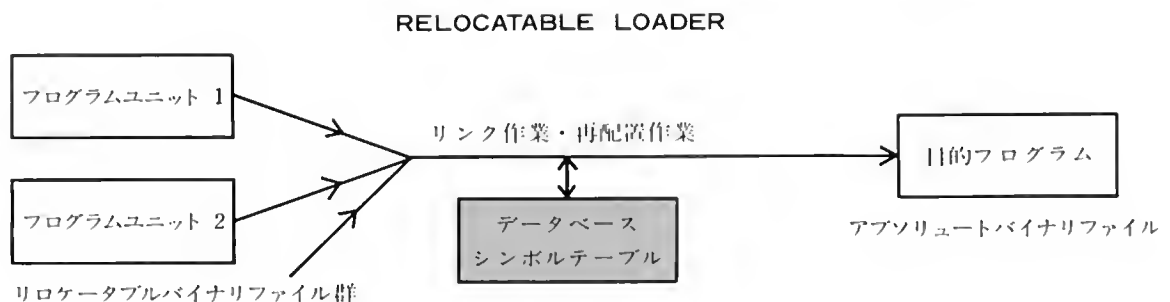 RELOCATABLE LOADER
プログラムユニット 1
リンク作業・再配置作業
目的プログラム
プログラムユニット 2
データベース
シンボルテーブル
アブソリュートバイナリファイル
リロケータブルバイナリファイル群